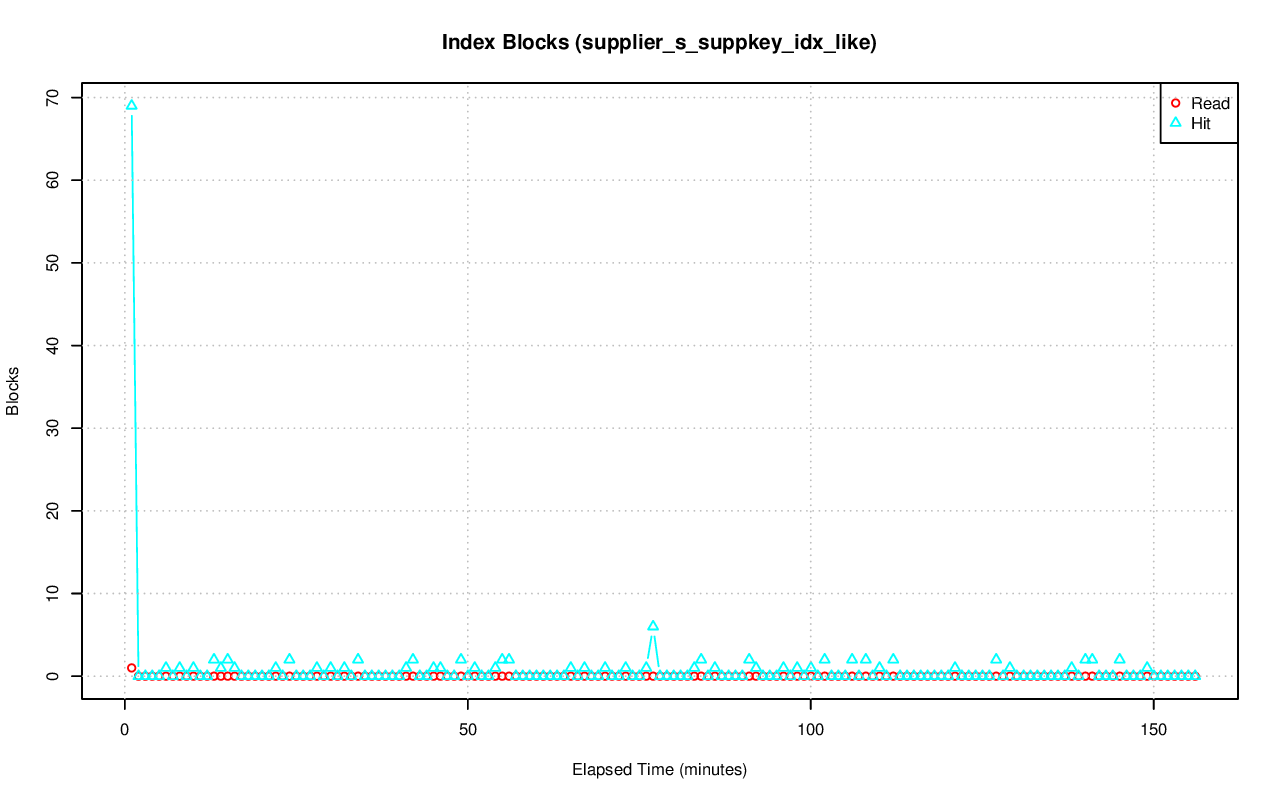 Index Blocks (supplier_s_suppkey_idx_like)
Read
Hit
70
60
50
40
30
20
10
0
Blocks
0 50 100 150
Elapsed Time (minutes)